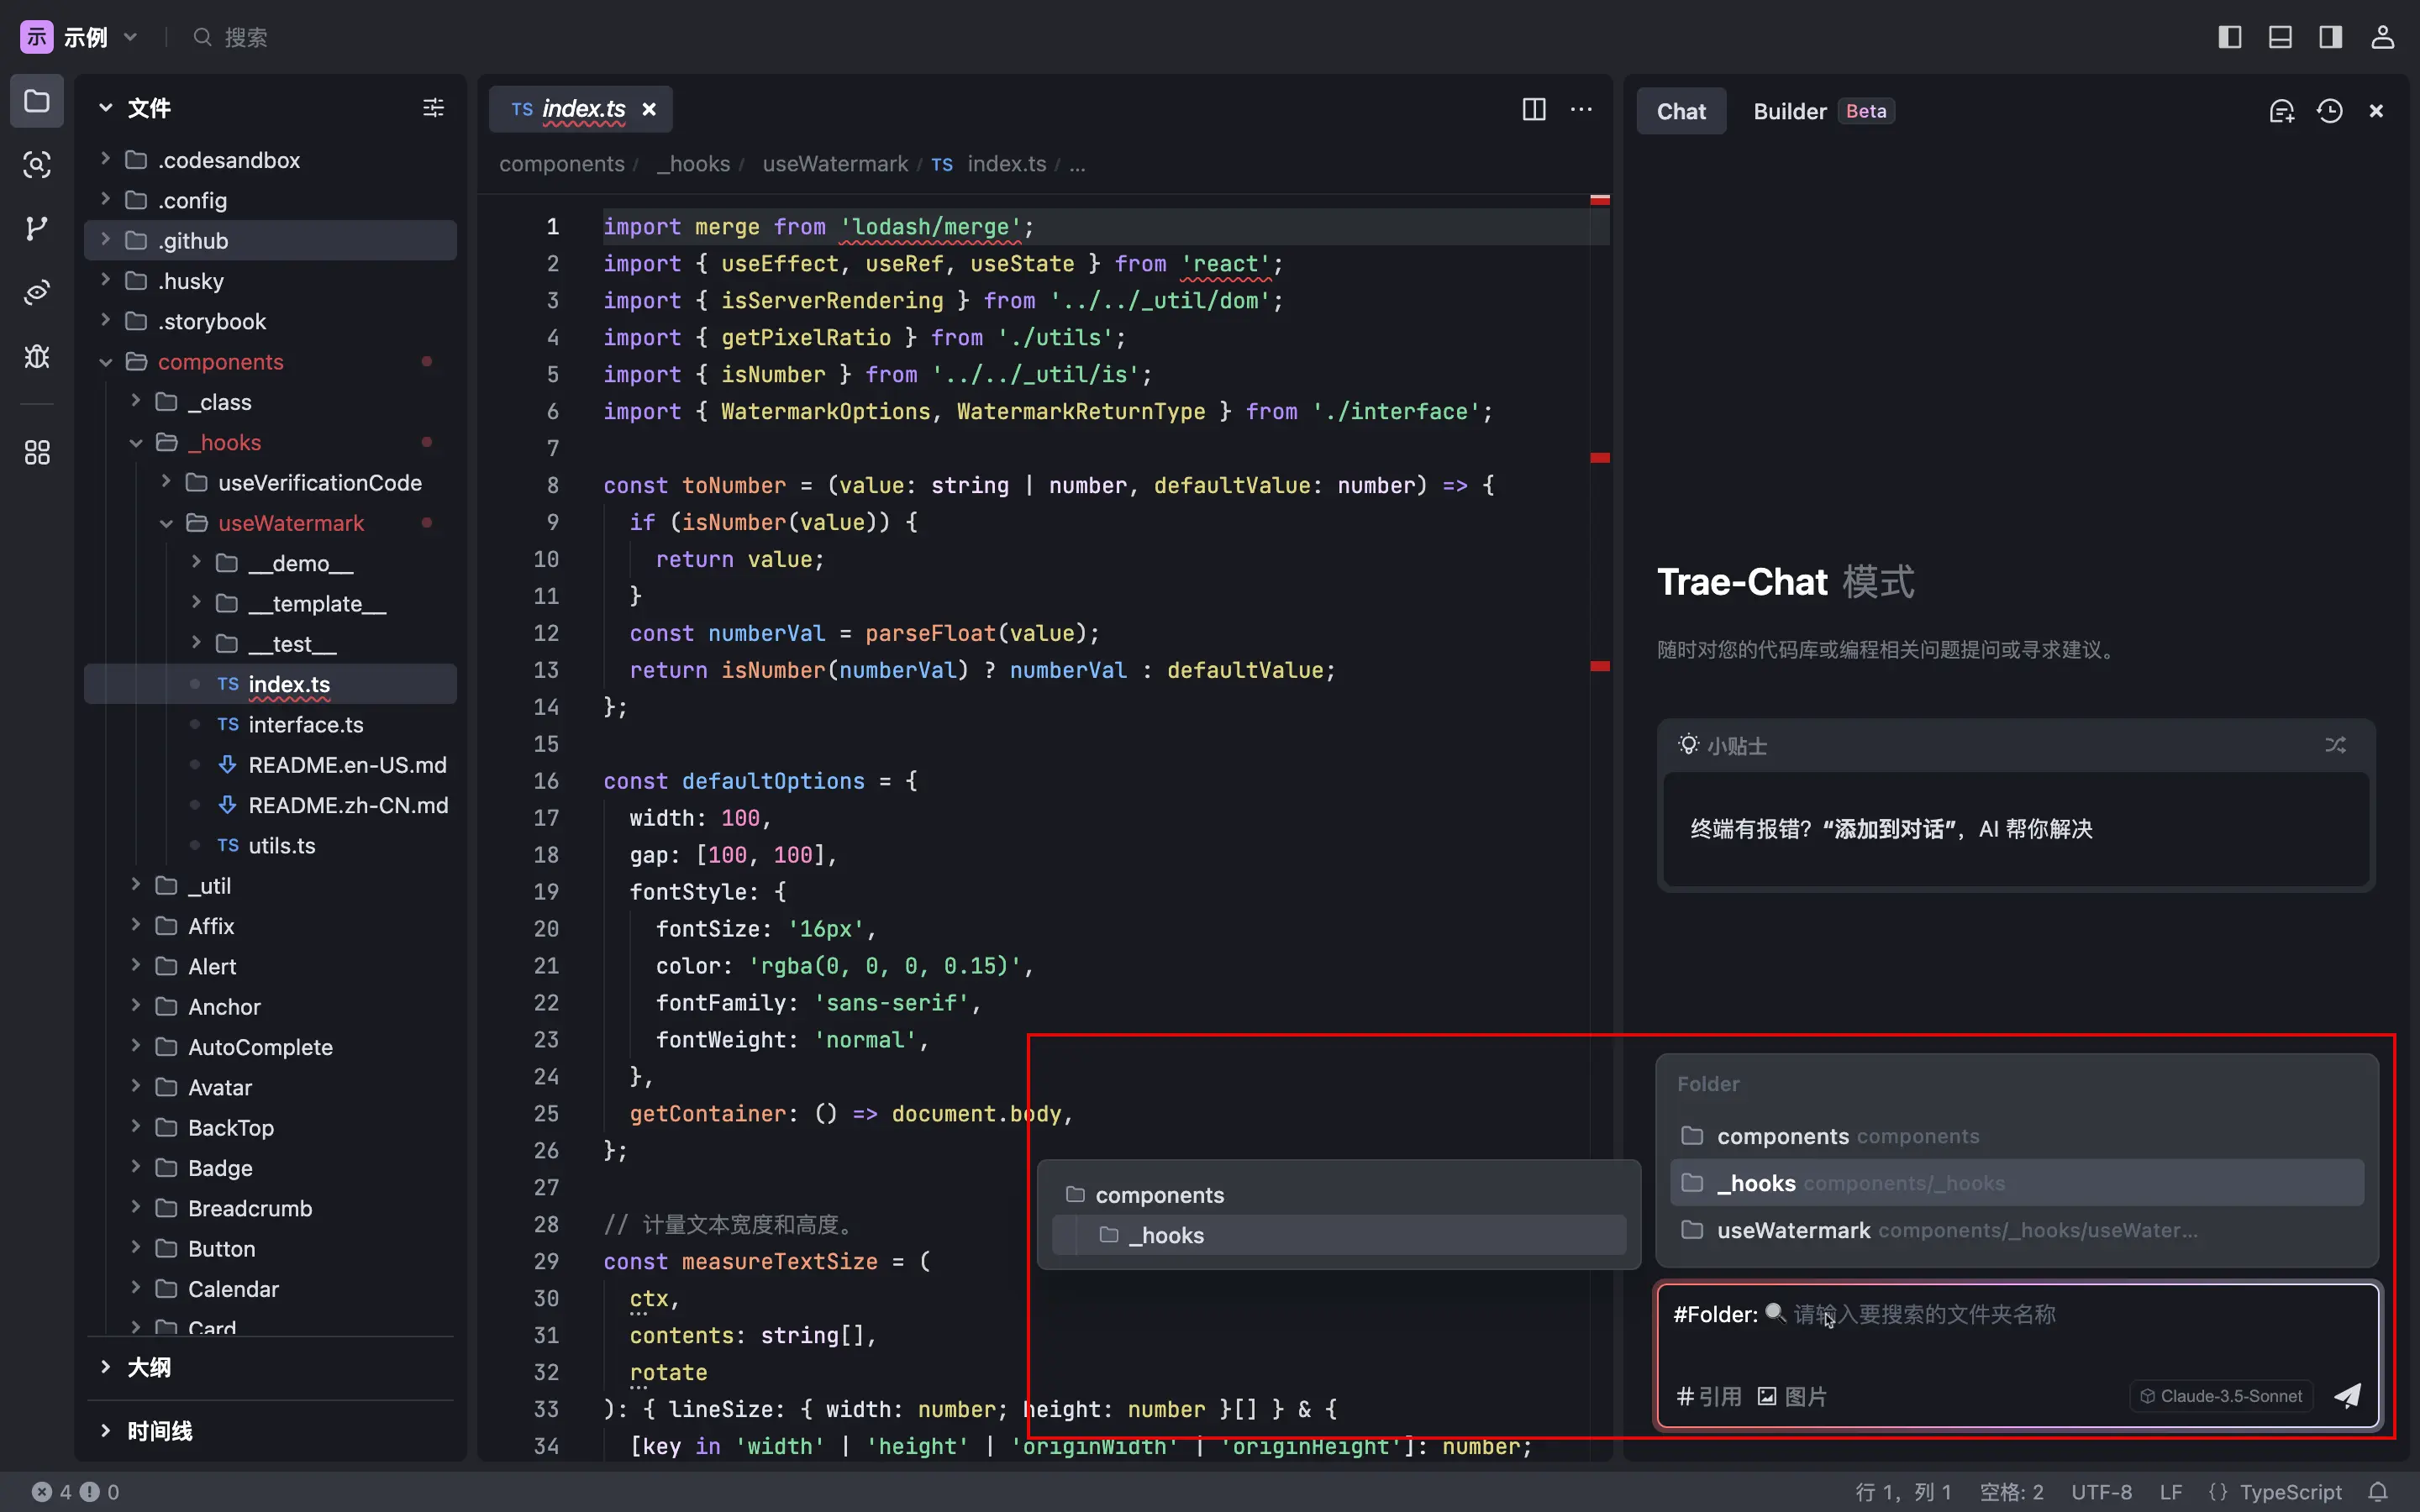 示 示例 搜索
文件
.codesandbox
.config
.github
.husky
.storybook
components
_class
_hooks
useVerificationCode
useWatermark
__demo__
__template__
__test__
TS index.ts
TS interface.ts
README.en-US.md
README.zh-CN.md
TS utils.ts
_util
Affix
Alert
Anchor
AutoComplete
Avatar
BackTop
Badge
Breadcrumb
Button
Calendar
Card
大纲
时间线
TS index.ts
components / _hooks / useWatermark / TS index.ts / ...
1 import merge from 'lodash/merge';
2 import { useEffect, useRef, useState } from 'react';
3 import { isServerRendering } from '../../_util/dom';
4 import { getPixelRatio } from './utils';
5 import { isNumber } from '../../_util/is';
6 import { WatermarkOptions, WatermarkReturnType } from './interface';
7
8 const toNumber = (value: string | number, defaultValue: number) => {
9 if (isNumber(value)) {
10 return value;
11 }
12 const numberVal = parseFloat(value);
13 return isNumber(numberVal) ? numberVal : defaultValue;
14 };
15
16 const defaultOptions = {
17 width: 100,
18 gap: [100, 100],
19 fontStyle: {
20 fontSize: '16px',
21 color: 'rgba(0, 0, 0, 0.15)',
22 fontFamily: 'sans-serif',
23 fontWeight: 'normal',
24 },
25 getContainer: () => document.body,
26 };
27
28 // 计量文本宽度和高度。
29 const measureTextSize = (
30 ctx,
31 contents: string[],
32 rotate
33 ): { lineSize: { width: number; height: number }[] } & {
34 [key in 'width' | 'height' | 'originWidth' | 'originHeight']: number;
components
_hooks
Chat Builder Beta
Trae-Chat 模式
随时对您的代码库或编程相关问题提问或寻求建议。
小贴士
终端有报错？“添加到对话”，AI 帮你解决
Folder
components components
_hooks components/_hooks
useWatermark components/_hooks/useWater...
#Folder: 请输入要搜索的文件夹名称
# 引用 图片 Claude-3.5-Sonnet
4 0 行 1，列 1 空格: 2 UTF-8 LF {} TypeScript